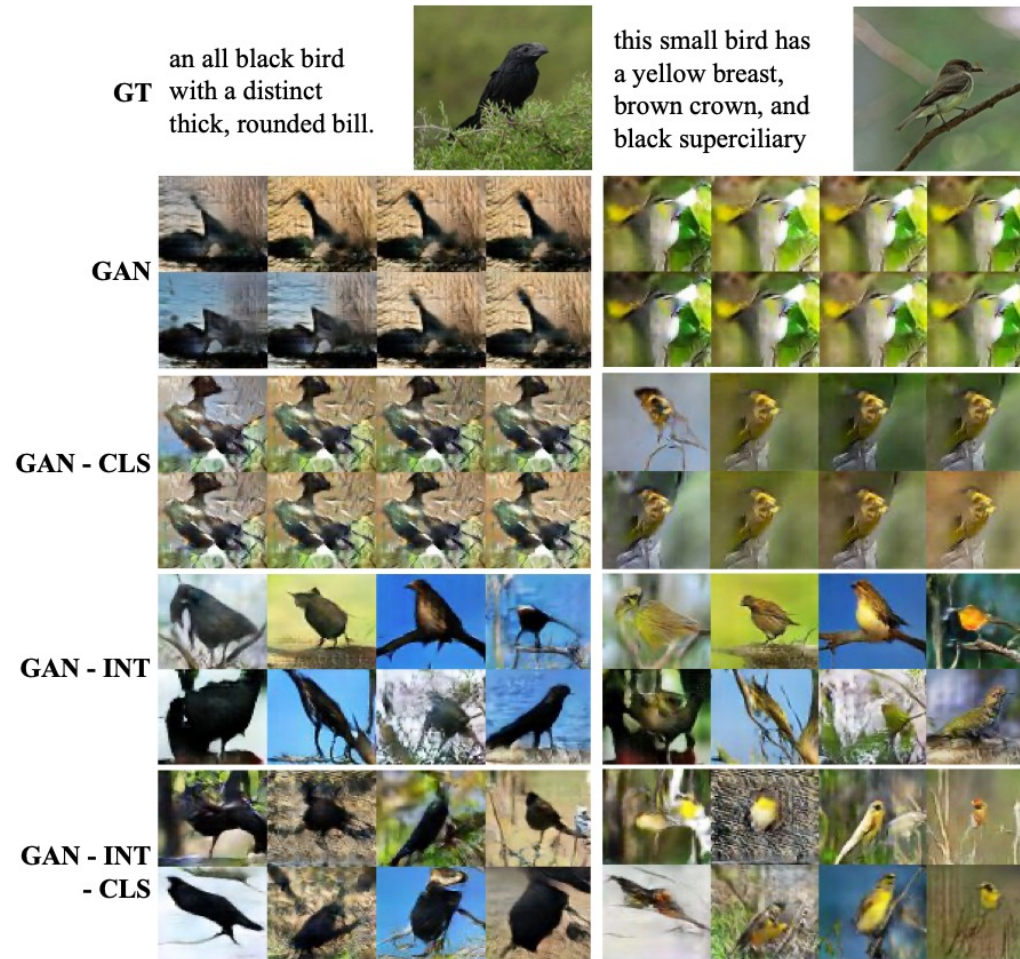 GT
an all black bird
with a distinct
thick, rounded bill.
this small bird has
a yellow breast,
brown crown, and
black superciliary
GAN
GAN - CLS
GAN - INT
GAN - INT
- CLS